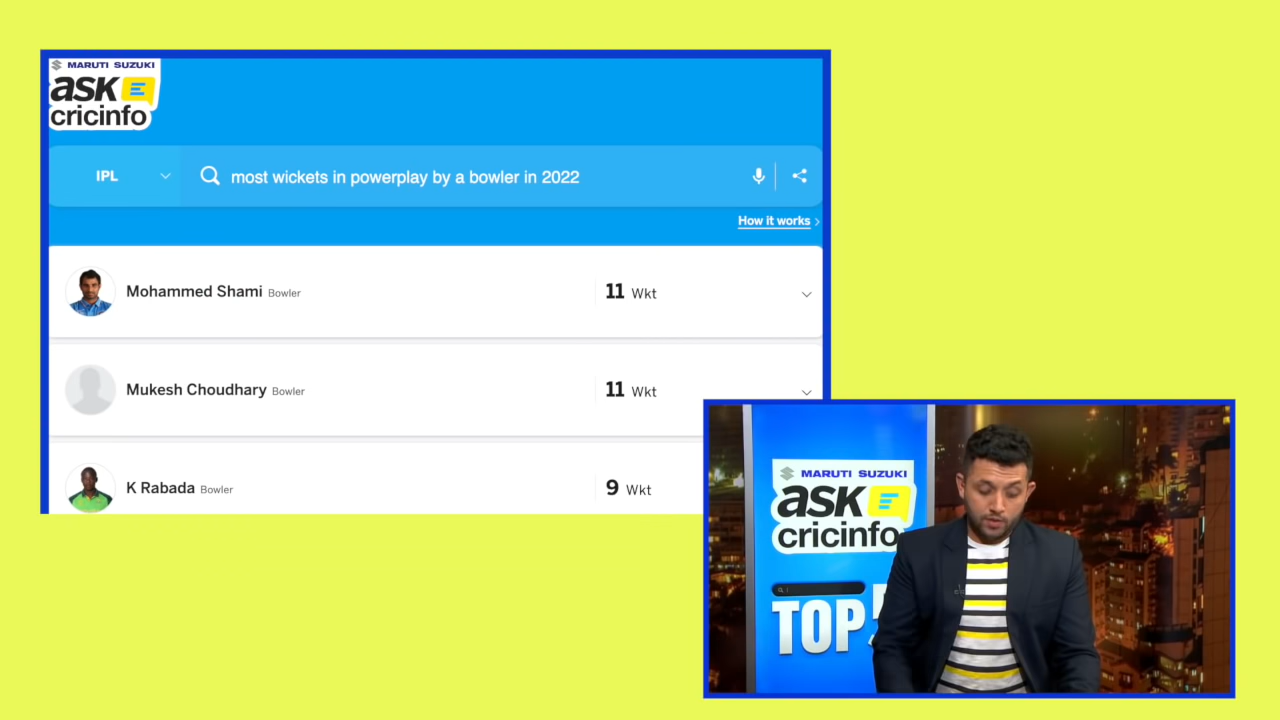 MARUTI SUZUKI
ask
cricinfo
IPL
most wickets in powerplay by a bowler in 2022
How it works
Mohammed Shami Bowler
11 Wkt
Mukesh Choudhary Bowler
11 Wkt
K Rabada Bowler
9 Wkt
MARUTI SUZUKI
ask
cricinfo
TOP